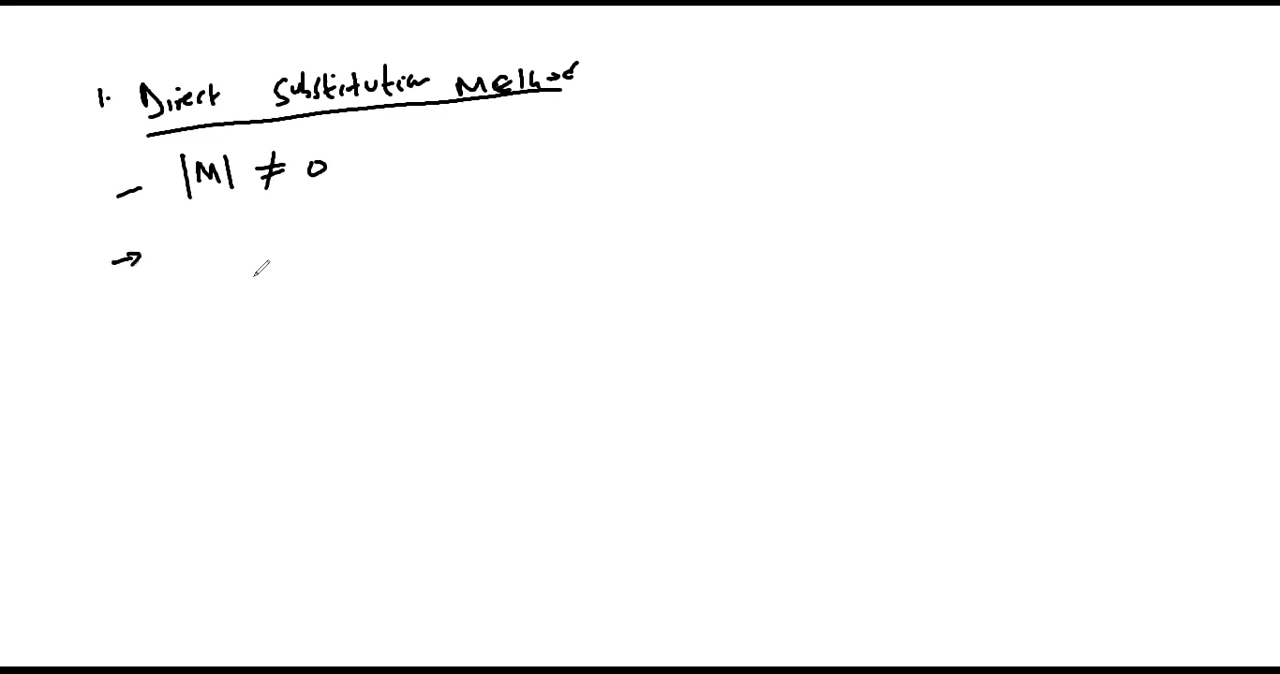 1. Direct Substitution Method
- |M| ≠ 0
→